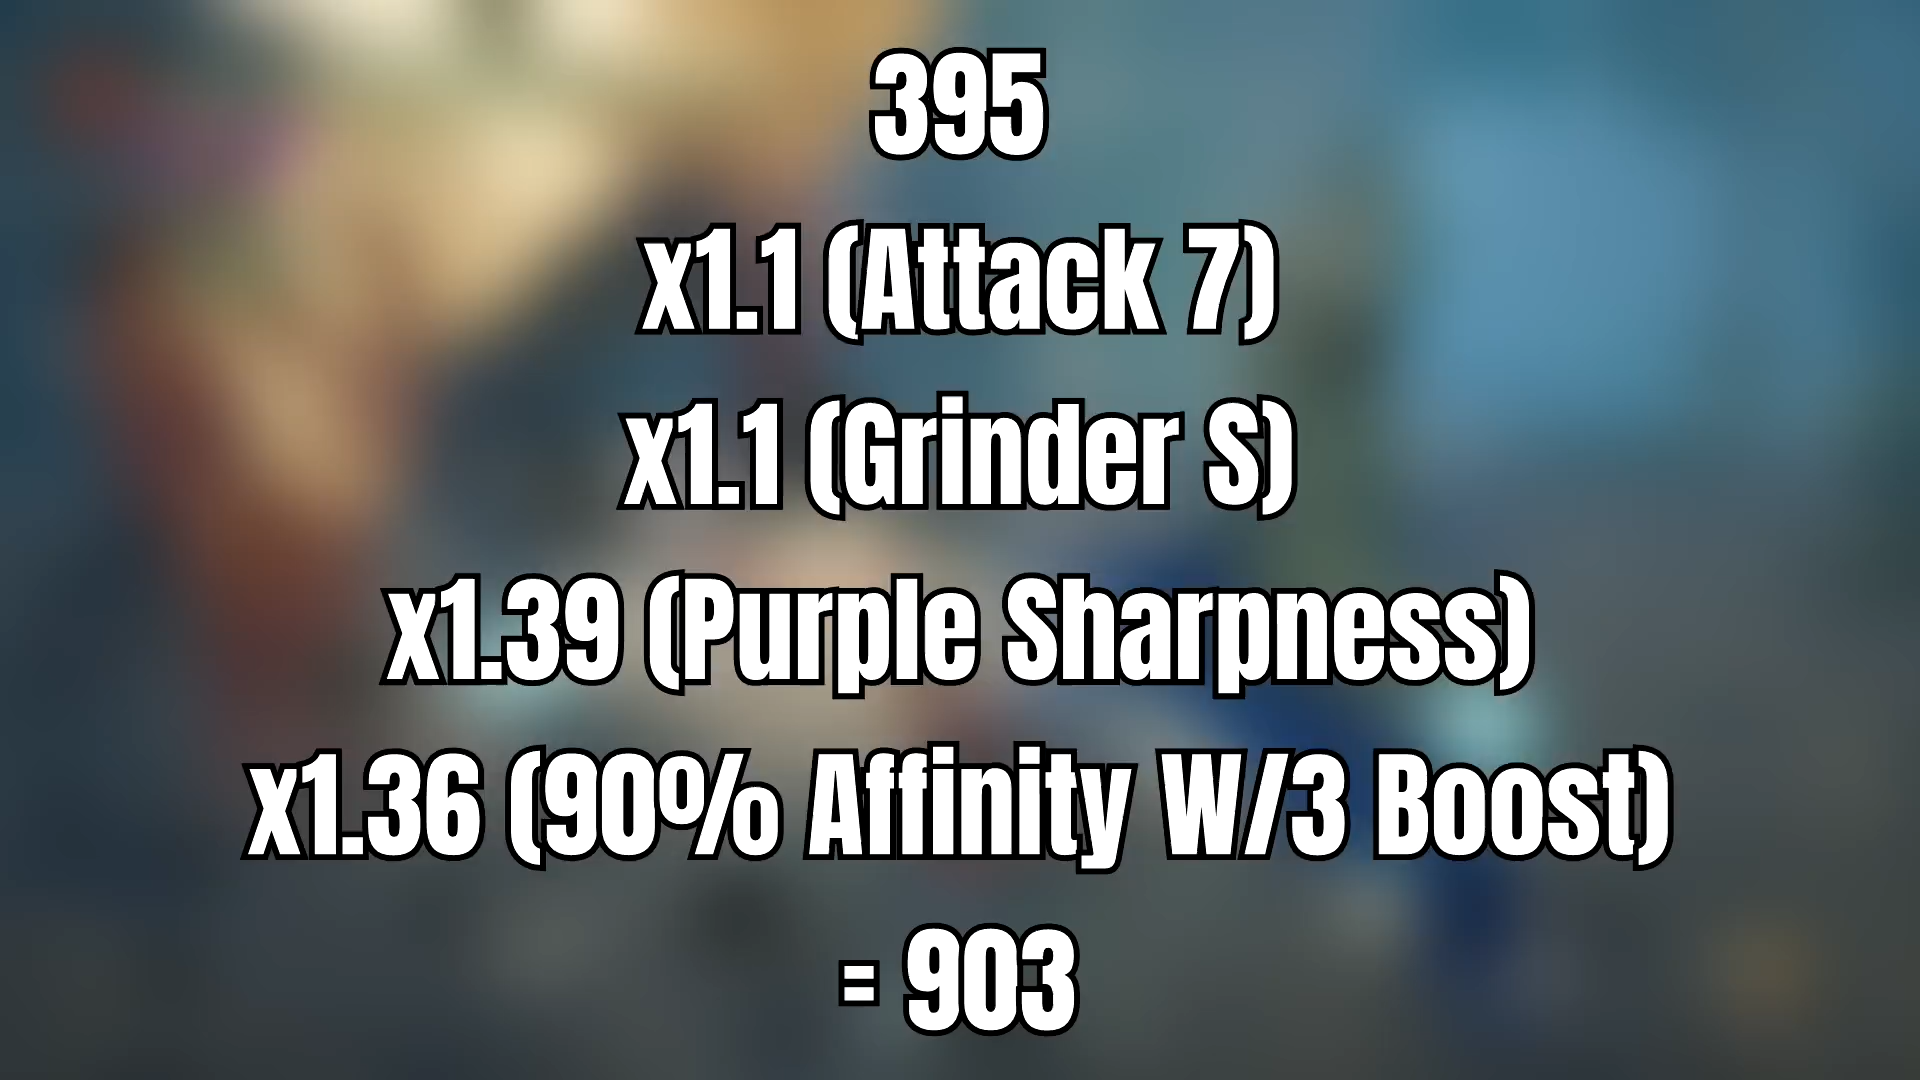 395
x1.1 (Attack 7)
x1.1 (Grinder S)
x1.39 (Purple Sharpness)
x1.36 (90% Affinity W/3 Boost)
= 903